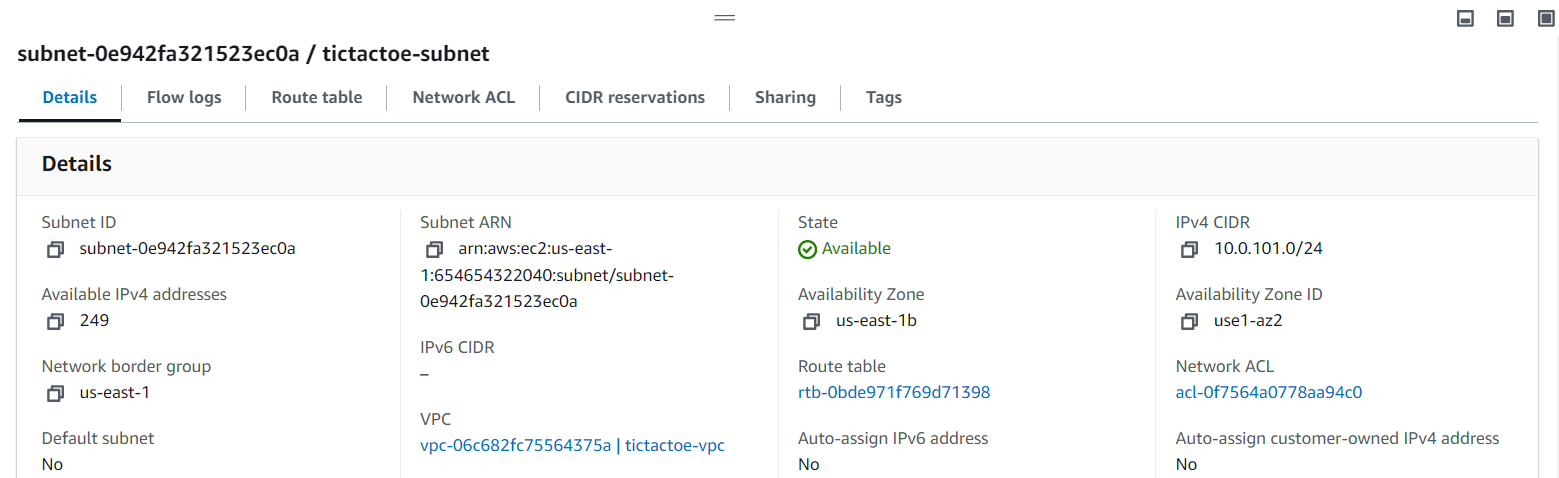 subnet-0e942fa321523ec0a / tictactoe-subnet
Details
Flow logs
Route table
Network ACL
CIDR reservations
Sharing
Tags
Details
Subnet ID
subnet-0e942fa321523ec0a
Subnet ARN
arn:aws:ec2:us-east-
1:654654322040:subnet/subnet-
0e942fa321523ec0a
State
Available
IPv4 CIDR
10.0.101.0/24
Available IPv4 addresses
249
IPv6 CIDR
–
Availability Zone
us-east-1b
Availability Zone ID
use1-az2
Network border group
us-east-1
VPC
vpc-06c682fc75564375a | tictactoe-vpc
Route table
rtb-0bde971f769d71398
Network ACL
acl-0f7564a0778aa94c0
Default subnet
No
Auto-assign IPv6 address
No
Auto-assign customer-owned IPv4 address
No